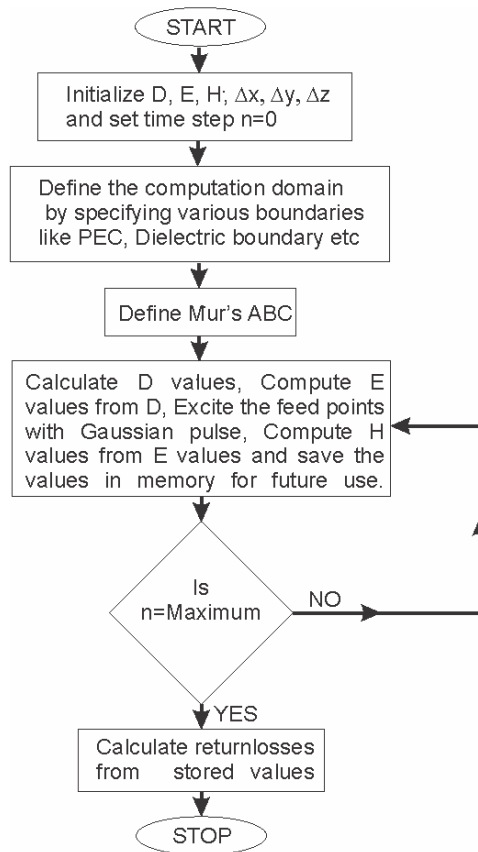 START
Initialize D, E, H; Δx, Δy, Δz
and set time step n=0
Define the computation domain
by specifying various boundaries
like PEC, Dielectric boundary etc
Define Mur's ABC
Calculate D values, Compute E
values from D, Excite the feed points
with Gaussian pulse, Compute H
values from E values and save the
values in memory for future use.
Is
n=Maximum
NO
YES
Calculate returnlosses
from stored values
STOP